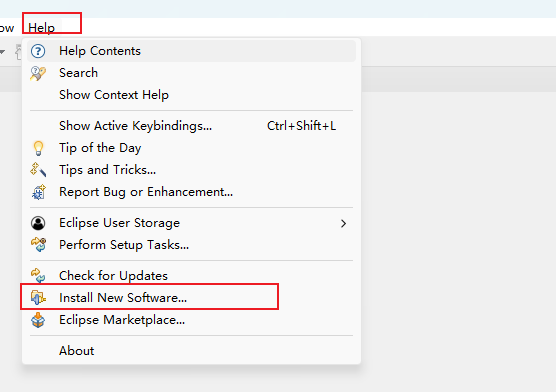 ow Help
Help Contents
Search
Show Context Help
Show Active Keybindings... Ctrl+Shift+L
Tip of the Day
Tips and Tricks...
Report Bug or Enhancement...
Eclipse User Storage
Perform Setup Tasks...
Check for Updates
Install New Software...
Eclipse Marketplace...
About